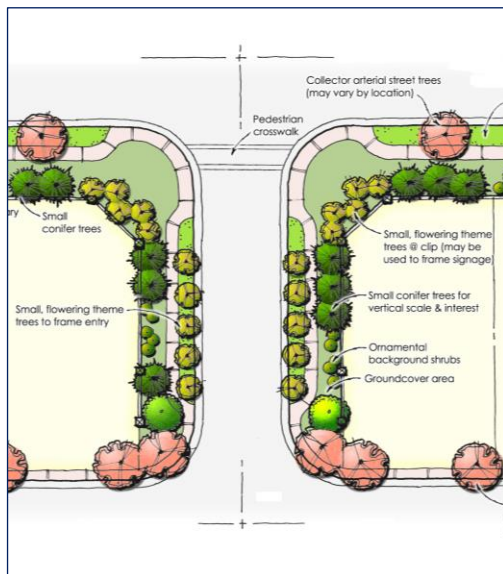 Collector arterial street trees
(may vary by location)
Pedestrian
crosswalk
ary
Small
conifer trees
Small, flowering theme
trees @ clip (may be
used to frame signage)
Small, flowering theme
trees to frame entry
Small conifer trees for
vertical scale & interest
Ornamental
background shrubs
Groundcover area